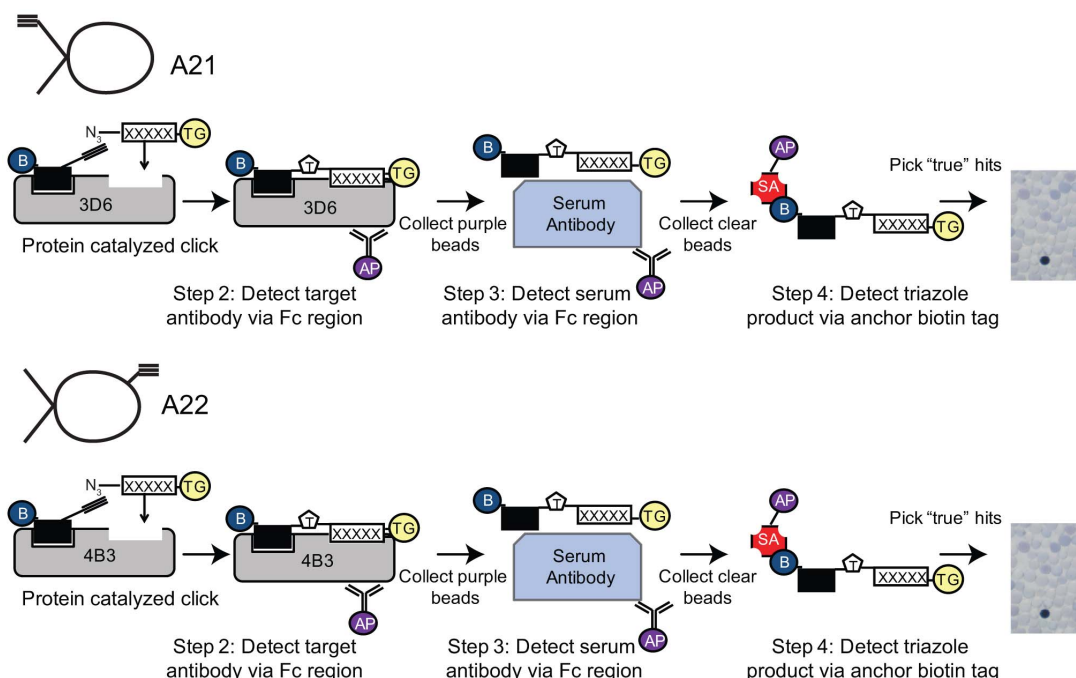 A21
N3 XXXXX TG
B
3D6
Protein catalyzed click
B T XXXXX TG
3D6
AP
Step 2: Detect target
antibody via Fc region
Collect purple
beads
B T XXXXX TG
Serum
Antibody
AP
Step 3: Detect serum
antibody via Fc region
Collect clear
beads
AP
SA
B T XXXXX TG
Step 4: Detect triazole
product via anchor biotin tag
Pick “true” hits
A22
N3 XXXXX TG
B
4B3
Protein catalyzed click
B T XXXXX TG
4B3
AP
Step 2: Detect target
antibody via Fc region
Collect purple
beads
B T XXXXX TG
Serum
Antibody
AP
Step 3: Detect serum
antibody via Fc region
Collect clear
beads
AP
SA
B T XXXXX TG
Step 4: Detect triazole
product via anchor biotin tag
Pick “true” hits